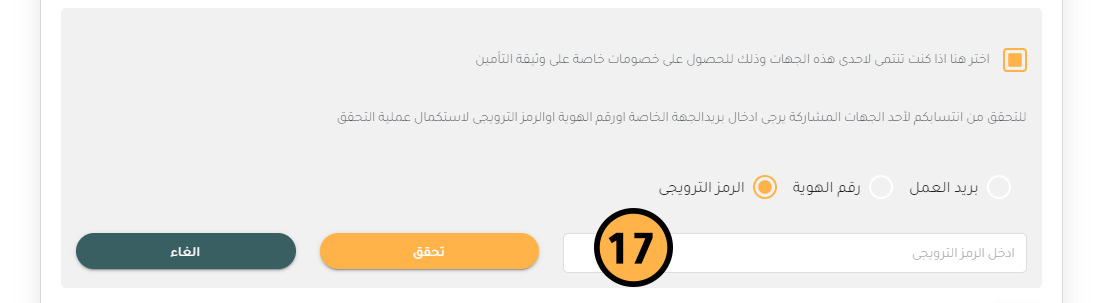 اختر هنا اذا كنت تنتمى لاحدى هذه الجهات وذلك للحصول على خصومات خاصة على وثيقة التأمين
للتحقق من انتسابكم لأحد الجهات المشاركة يرجى ادخال بريدالجهة الخاصة اورقم الهوية اوالرمز الترويجى لاستكمال عملية التحقق
بريد العمل رقم الهوية الرمز الترويجى
ادخل الرمز الترويجى 17 تحقق الغاء